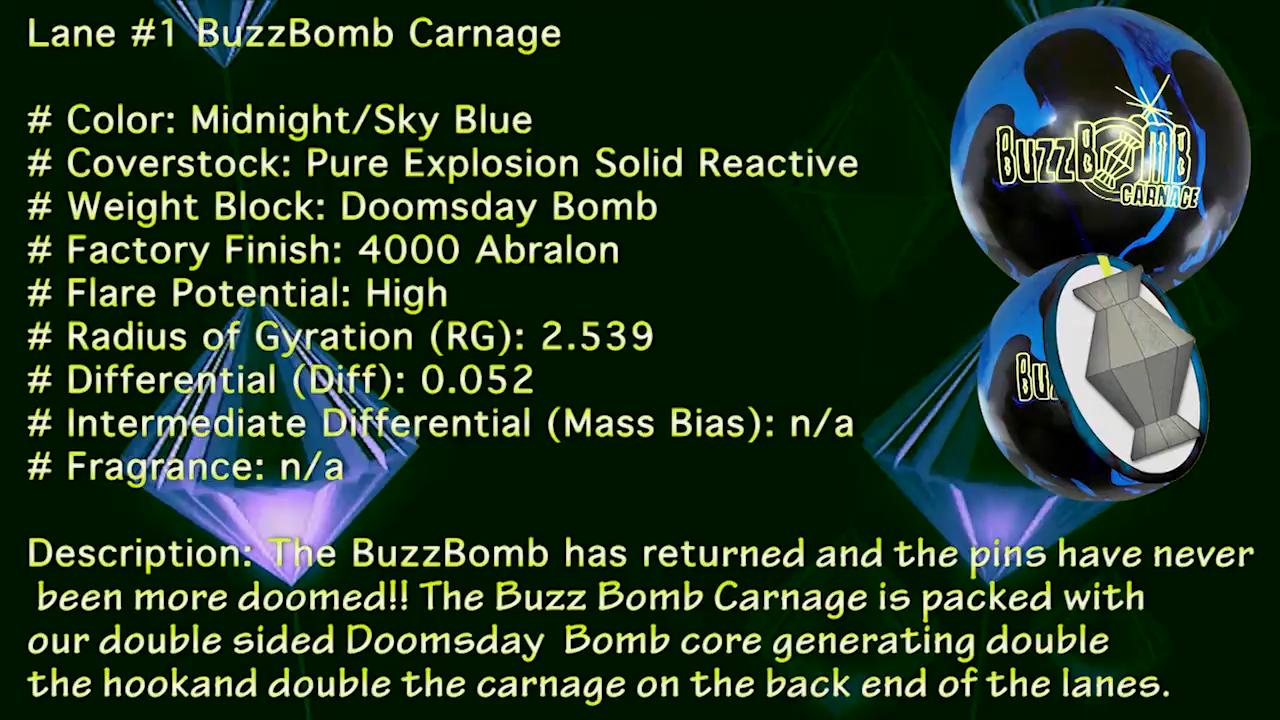 Lane #1 BuzzBomb Carnage
# Color: Midnight/Sky Blue
# Coverstock: Pure Explosion Solid Reactive
# Weight Block: Doomsday Bomb
# Factory Finish: 4000 Abralon
# Flare Potential: High
# Radius of Gyration (RG): 2.539
# Differential (Diff): 0.052
# Intermediate Differential (Mass Bias): n/a
# Fragrance: n/a
Description: The BuzzBomb has returned and the pins have never
been more doomed!! The Buzz Bomb Carnage is packed with
our double sided Doomsday  Bomb core generating double
the hookand double the carnage on the back end of the lanes.
BuzzBomb
CARNAGE
Bu